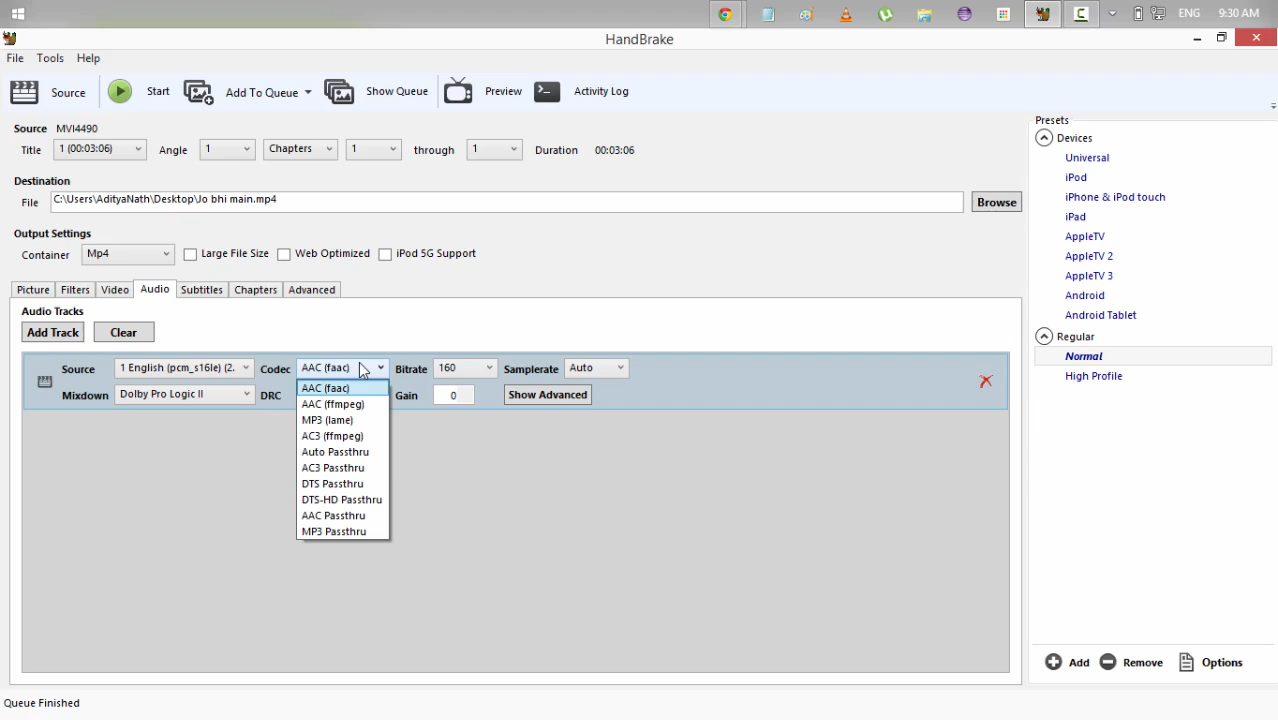 ENG 9:30 AM
HandBrake
File Tools Help
Source Start Add To Queue Show Queue Preview Activity Log
Source MVI4490
Title 1 (00:03:06) Angle 1 Chapters 1 through 1 Duration 00:03:06
Destination
File C:\Users\AdityaNath\Desktop\Jo bhi main.mp4 Browse
Output Settings
Container Mp4 Large File Size Web Optimized iPod 5G Support
Picture Filters Video Audio Subtitles Chapters Advanced
Audio Tracks
Add Track Clear
Source 1 English (pcm_s16le) (2. Codec AAC (faac) Bitrate 160 Samplerate Auto
Mixdown Dolby Pro Logic II DRC Gain 0 Show Advanced
AAC (faac)
AAC (ffmpeg)
MP3 (lame)
AC3 (ffmpeg)
Auto Passthru
AC3 Passthru
DTS Passthru
DTS-HD Passthru
AAC Passthru
MP3 Passthru
Presets
Devices
Universal
iPod
iPhone & iPod touch
iPad
AppleTV
AppleTV 2
AppleTV 3
Android
Android Tablet
Regular
Normal
High Profile
Add Remove Options
Queue Finished